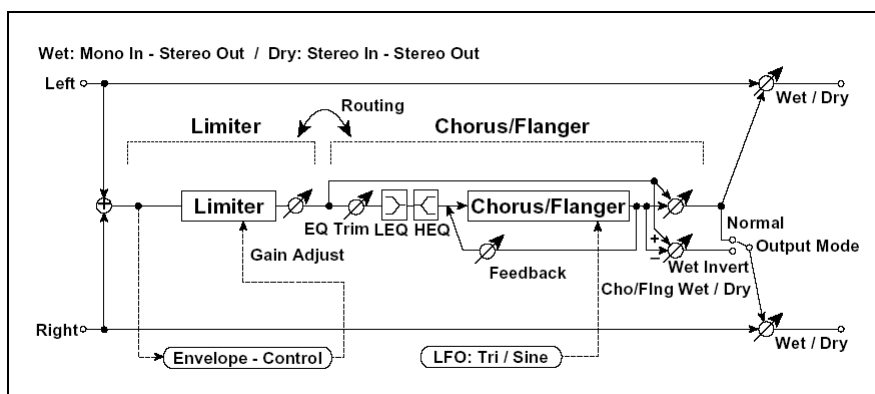 Wet: Mono In - Stereo Out / Dry: Stereo In - Stereo Out
Left
Wet / Dry
Routing
Limiter
Chorus/Flanger
Limiter
Chorus/Flanger
EQ Trim
LEQ
HEQ
Normal
Output Mode
Gain Adjust
Feedback
+
−
Wet Invert
Cho/Flng Wet / Dry
Right
Wet / Dry
Envelope - Control
LFO: Tri / Sine